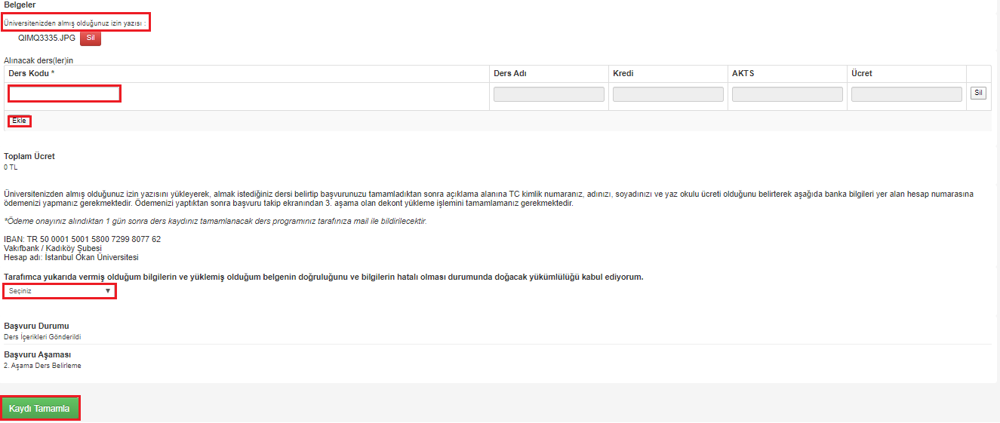 Belgeler
Üniversitenizden almış olduğunuz izin yazısı :
QIMQ3335.JPG Sil
Alınacak ders(ler)in
Ders Kodu * Ders Adı Kredi AKTS Ücret
Sil
Ekle
Toplam Ücret
0 TL
Üniversitenizden almış olduğunuz izin yazısını yükleyerek, almak istediğiniz dersi belirtip başvurunuzu tamamladıktan sonra açıklama alanına TC kimlik numaranız, adınızı, soyadınızı ve yaz okulu ücreti olduğunu belirterek aşağıda banka bilgileri yer alan hesap numarasına
ödemenizi yapmanız gerekmektedir. Ödemenizi yaptıktan sonra başvuru takip ekranından 3. aşama olan dekont yükleme işlemini tamamlamanız gerekmektedir.
*Ödeme onayınız alındıktan 1 gün sonra ders kaydınız tamamlanacak ders programınız tarafınıza mail ile bildirilecektir.
IBAN: TR 50 0001 5001 5800 7299 8077 62
Vakıfbank / Kadıköy Şubesi
Hesap adı: İstanbul Okan Üniversitesi
Tarafımca yukarıda vermiş olduğum bilgilerin ve yüklemiş olduğum belgenin doğruluğunu ve bilgilerin hatalı olması durumunda doğacak yükümlülüğü kabul ediyorum.
Seçiniz
Başvuru Durumu
Ders İçerikleri Gönderildi
Başvuru Aşaması
2. Aşama Ders Belirleme
Kaydı Tamamla